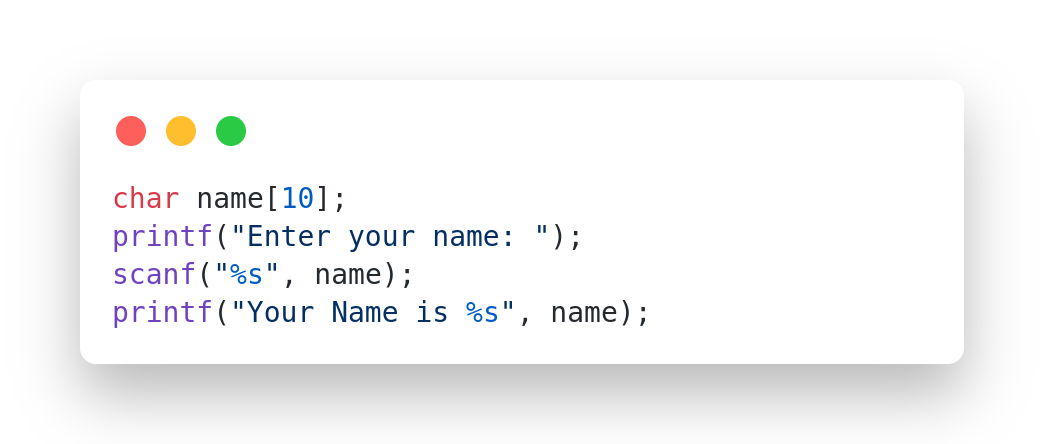 char name[10];
printf("Enter your name: ");
scanf("%s", name);
printf("Your Name is %s", name);